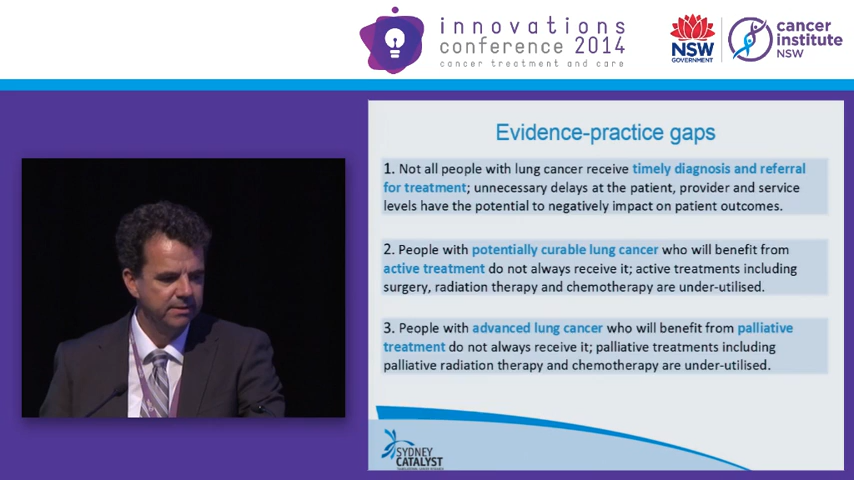 innovations
conference 2014
cancer treatment and care
NSW
GOVERNMENT
cancer
institute
NSW
Evidence-practice gaps
1. Not all people with lung cancer receive timely diagnosis and referral
for treatment; unnecessary delays at the patient, provider and service
levels have the potential to negatively impact on patient outcomes.
2. People with potentially curable lung cancer who will benefit from
active treatment do not always receive it; active treatments including
surgery, radiation therapy and chemotherapy are under-utilised.
3. People with advanced lung cancer who will benefit from palliative
treatment do not always receive it; palliative treatments including
palliative radiation therapy and chemotherapy are under-utilised.
SYDNEY
CATALYST